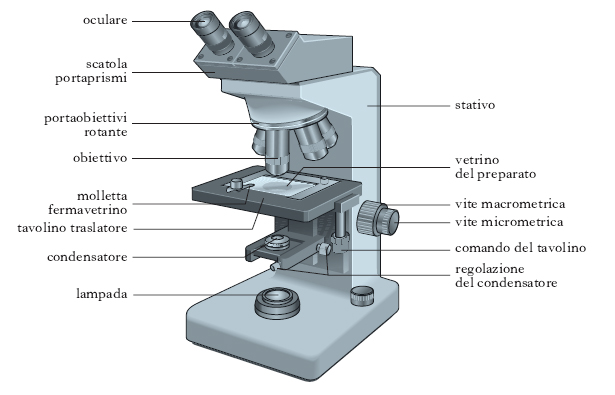 oculare
scatola
portaprismi
portaobiettivi
rotante
obiettivo
molletta
fermavetrino
tavolino traslatore
condensatore
lampada
stativo
vetrino
del preparato
vite macrometrica
vite micrometrica
comando del tavolino
regolazione
del condensatore